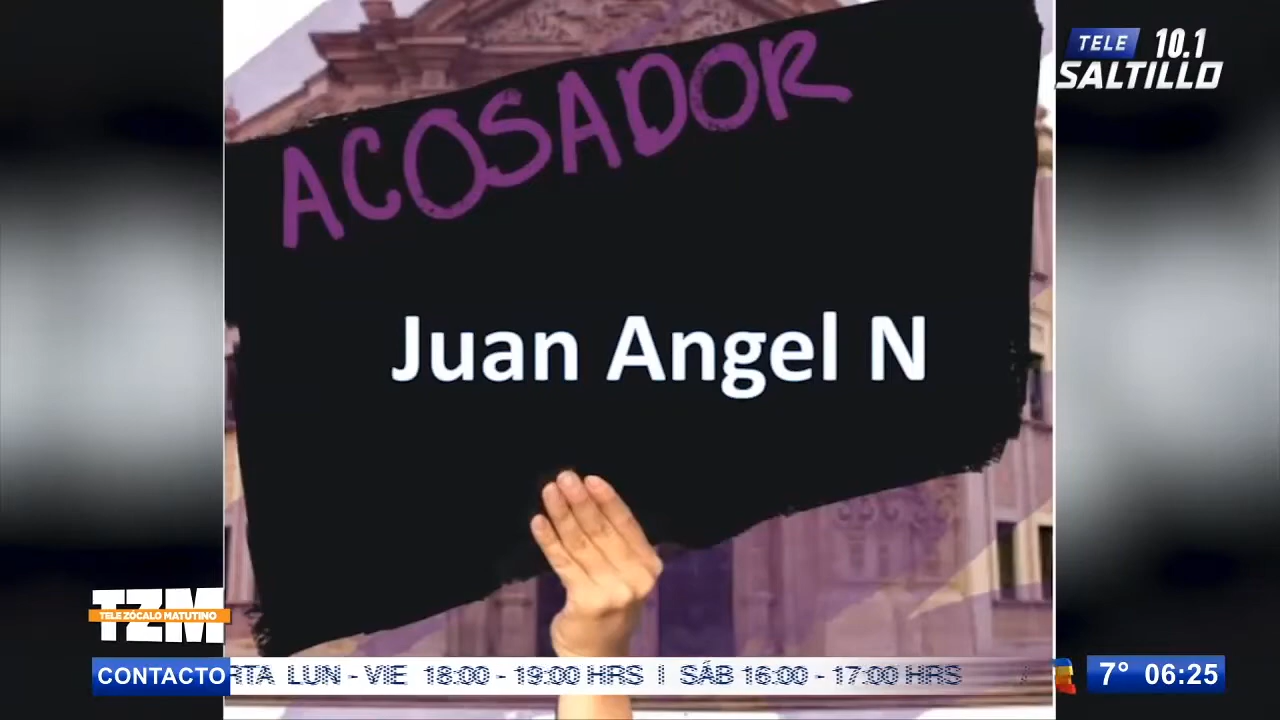 TELE 10.1
SALTILLO
ACOSADOR
Juan Angel N
TZM
TELE ZÓCALO MATUTINO
CONTACTO
RTA LUN - VIE 18:00 - 19:00 HRS | SÁB 16:00 - 17:00 HRS
7° 06:25